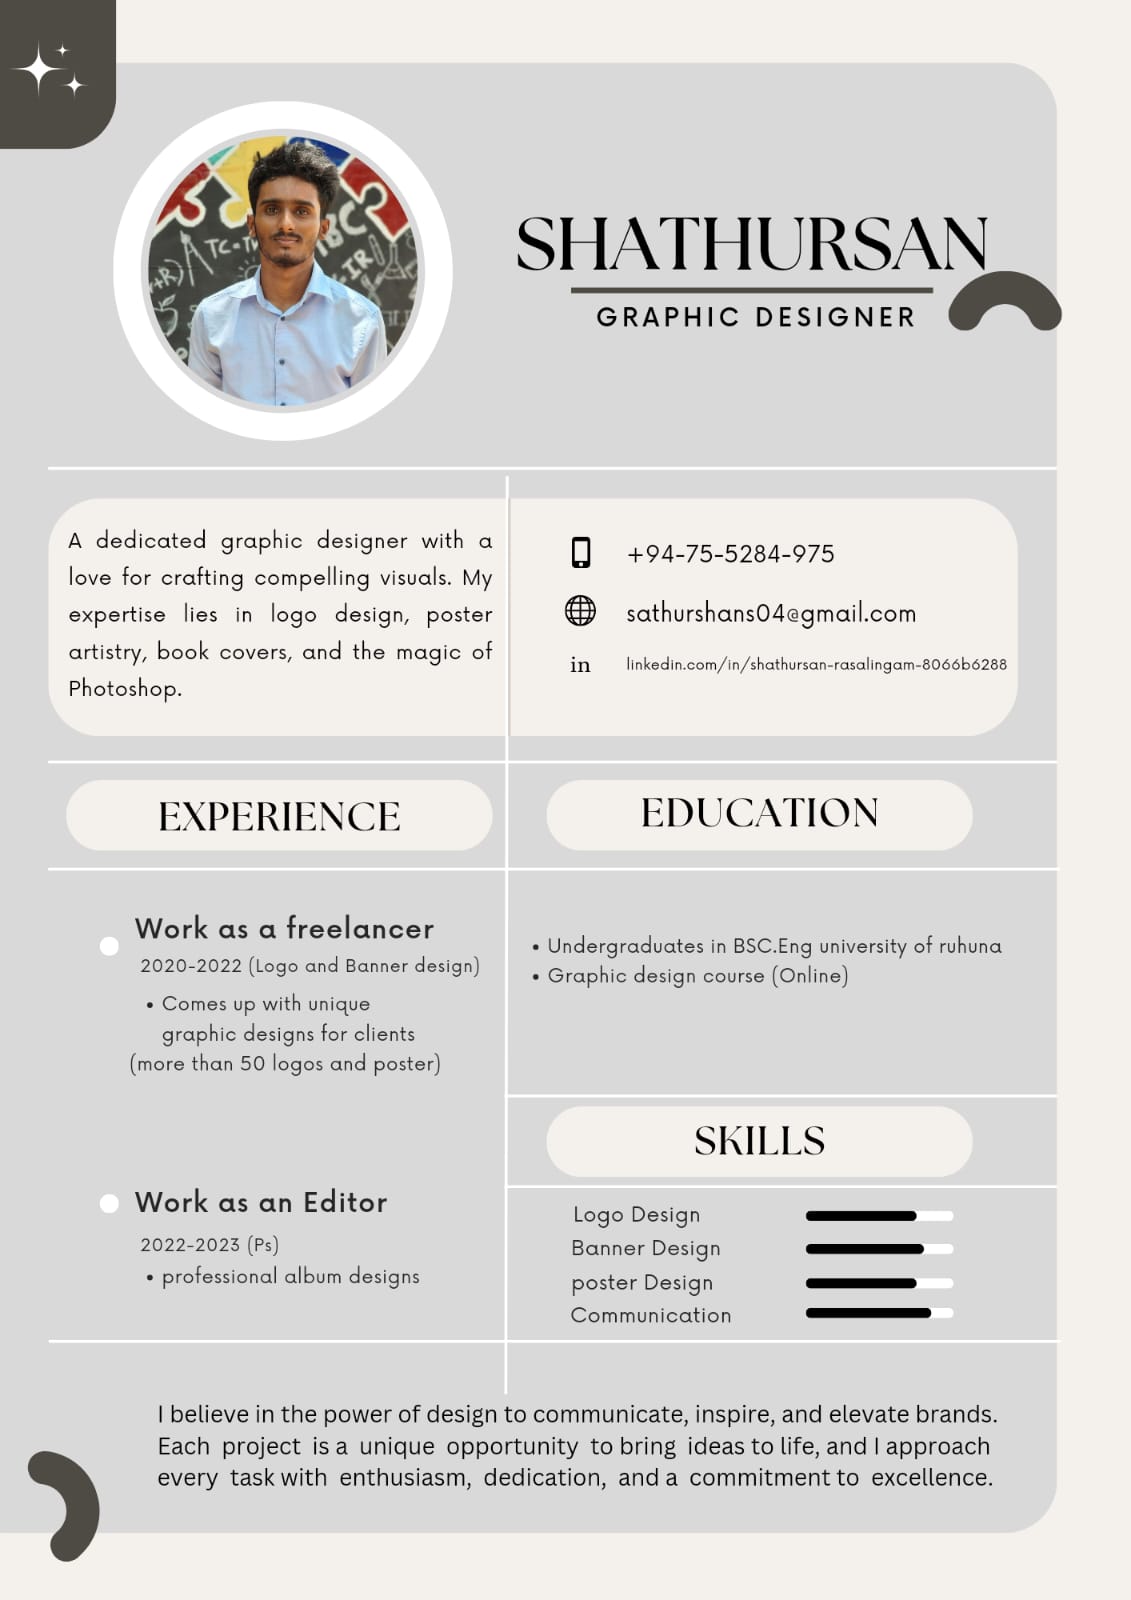 SHATHURSAN
GRAPHIC DESIGNER
A dedicated graphic designer with a
love for crafting compelling visuals. My
expertise lies in logo design, poster
artistry, book covers, and the magic of
Photoshop.
+94-75-5284-975
sathurshans04@gmail.com
in linkedin.com/in/shathursan-rasalingam-8066b6288
EXPERIENCE
Work as a freelancer
2020-2022 (Logo and Banner design)
• Comes up with unique
graphic designs for clients
(more than 50 logos and poster)
Work as an Editor
2022-2023 (Ps)
• professional album designs
EDUCATION
• Undergraduates in BSC.Eng university of ruhuna
• Graphic design course (Online)
SKILLS
Logo Design
Banner Design
poster Design
Communication
I believe in the power of design to communicate, inspire, and elevate brands.
Each project is a unique opportunity to bring ideas to life, and I approach
every task with enthusiasm, dedication, and a commitment to excellence.